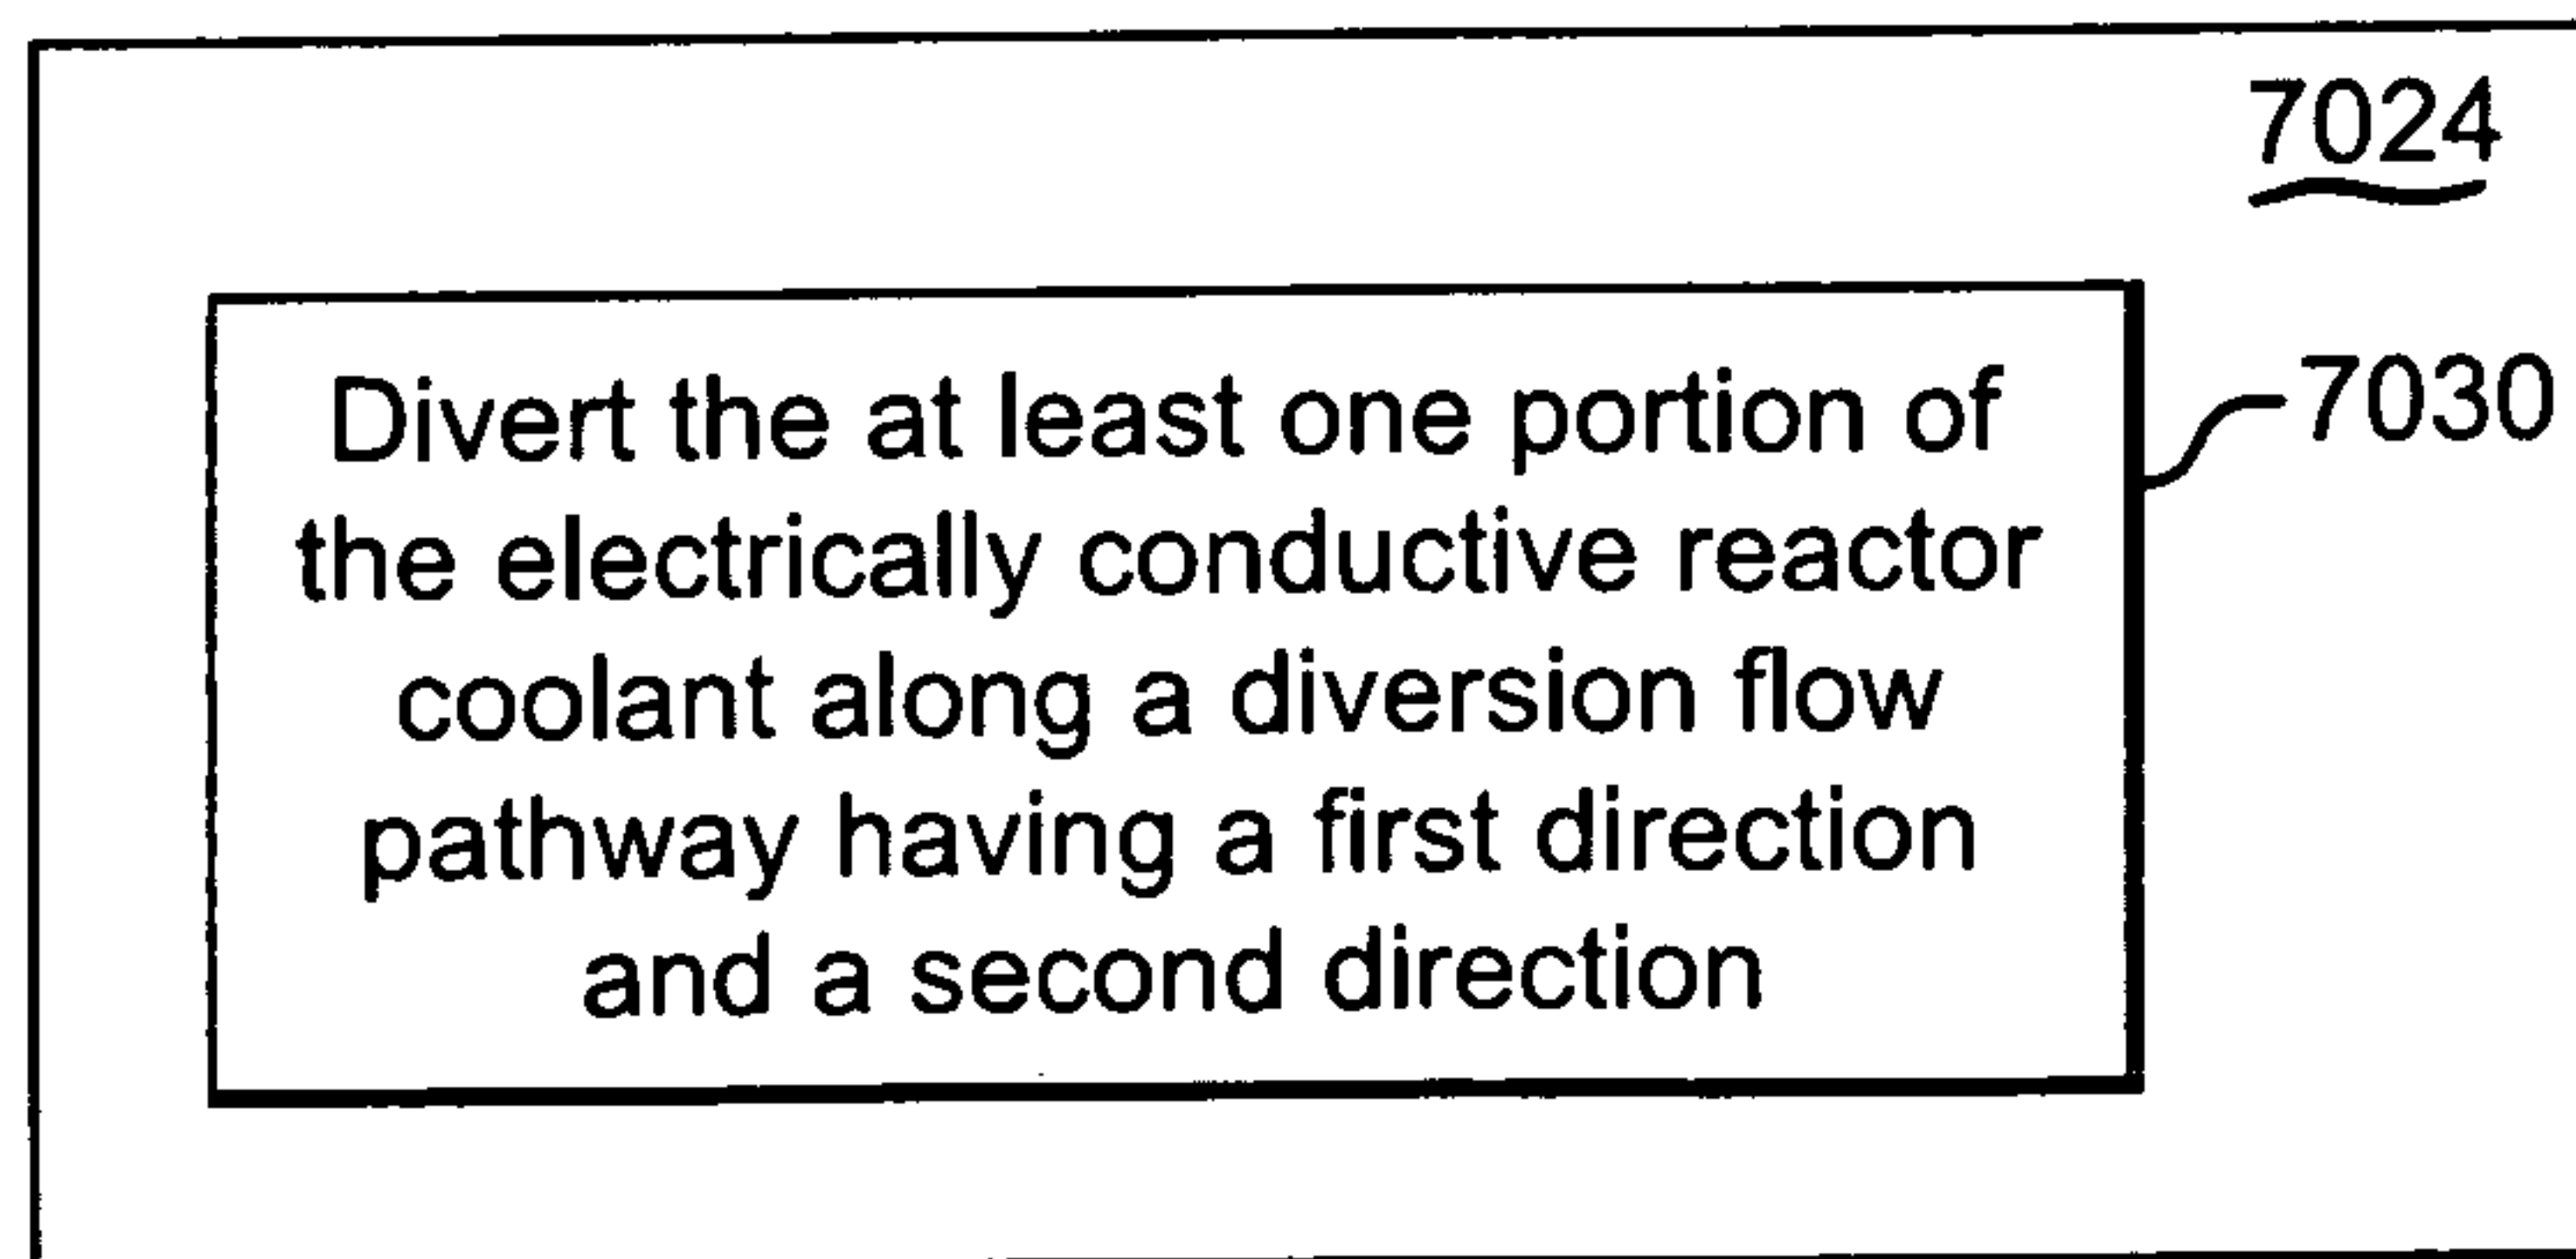 7024
Divert the at least one portion of
the electrically conductive reactor
coolant along a diversion flow
pathway having a first direction
and a second direction
7030